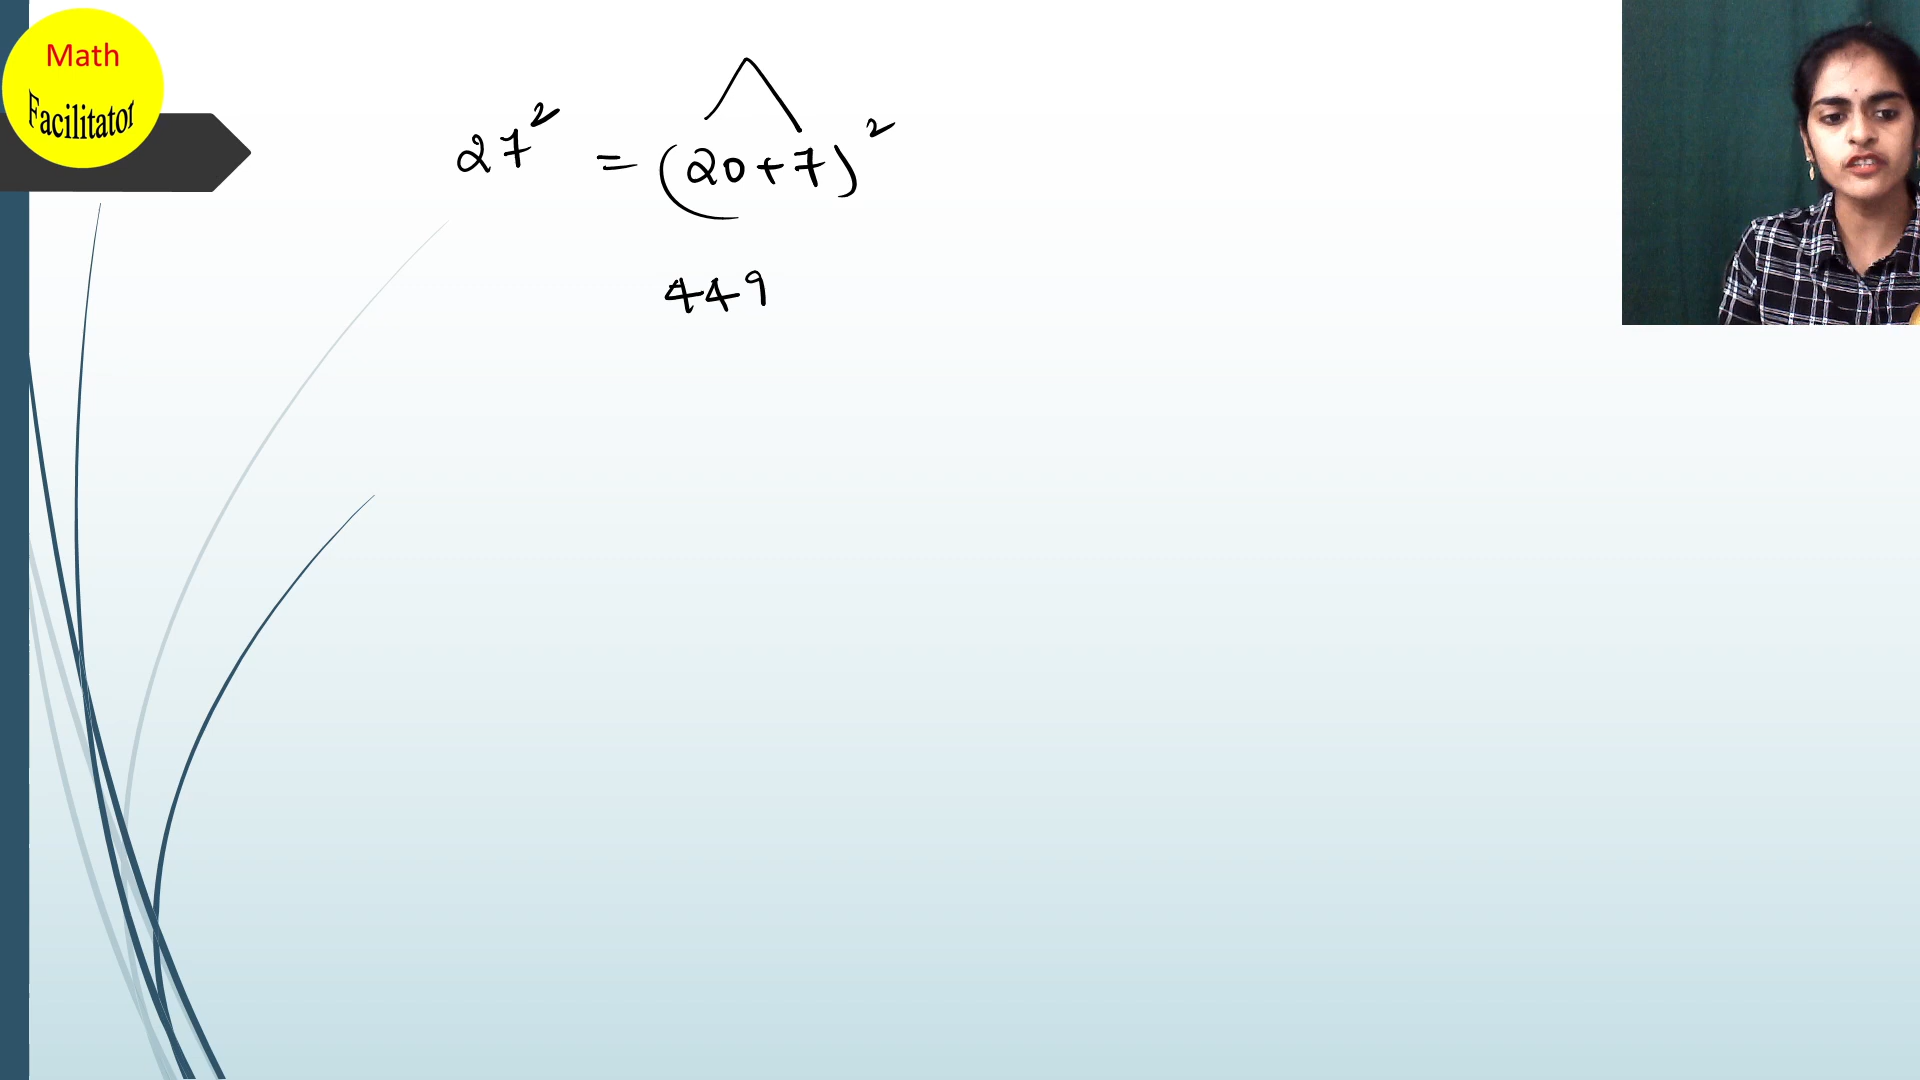 Math
Facilitator
27² = (20+7)²
449